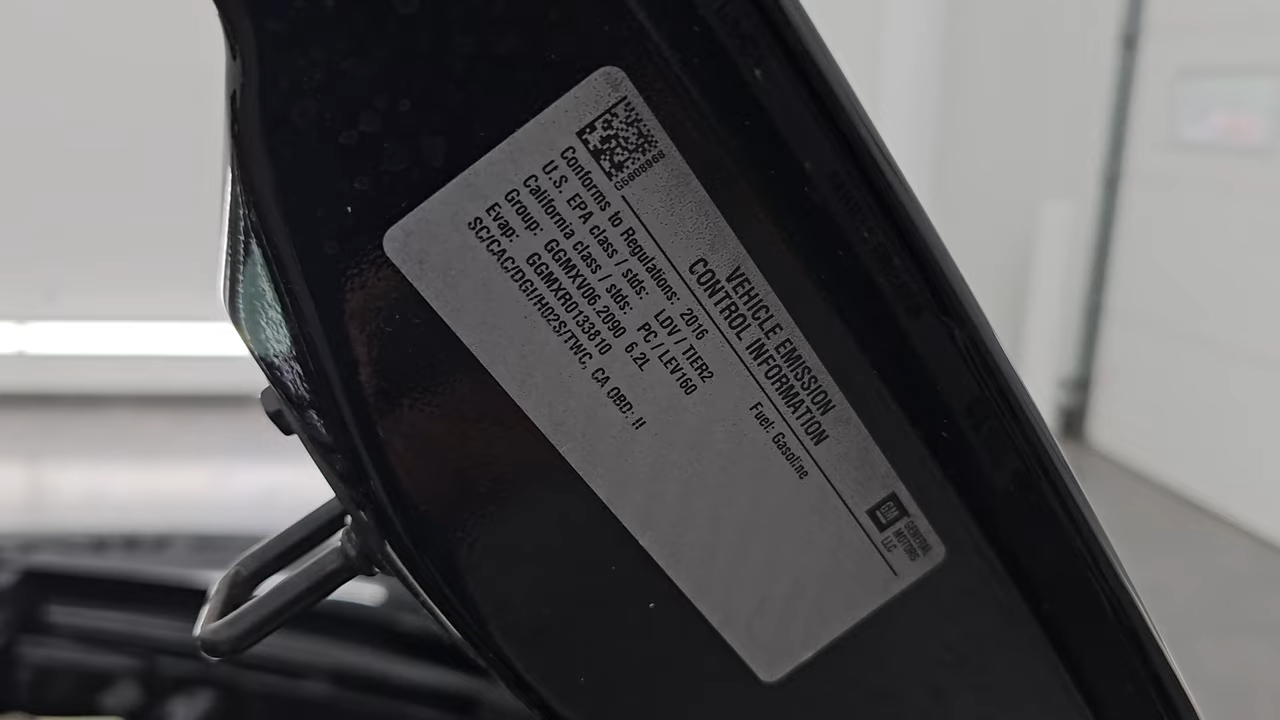 G5608968
VEHICLE EMISSION
CONTROL INFORMATION
GM
GENERAL
MOTORS
LLC
Conforms to Regulations: 2016 Fuel: Gasoline
U.S. EPA class / stds: LDV / TIER2
California class / stds: PC / LEV160
Group: GGMXV06.2090 6.2L
Evap: GGMXR0133810
SC/CAC/DGI/HO2S/TWC, CA OBD: II